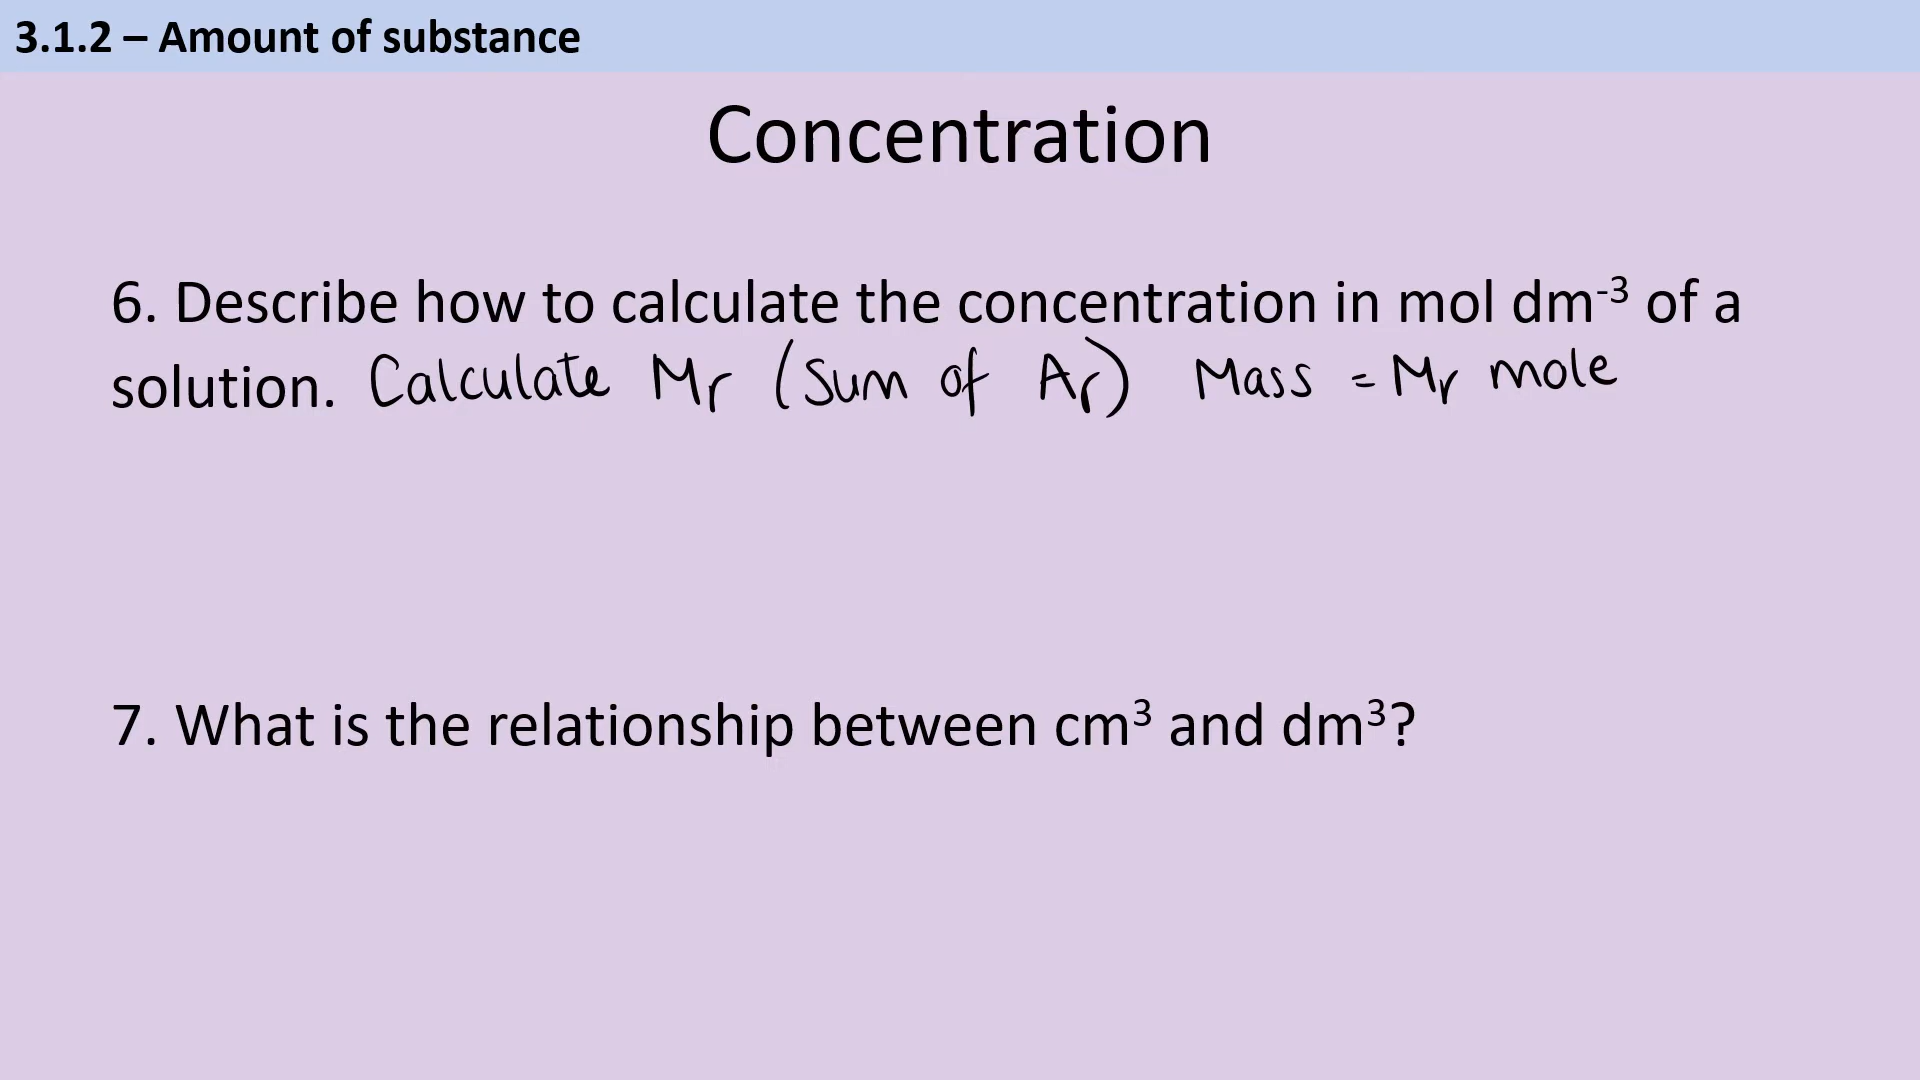 3.1.2 – Amount of substance
Concentration
6. Describe how to calculate the concentration in mol dm⁻³ of a
solution. Calculate Mr (Sum of Ar) Mass = Mr mole
7. What is the relationship between cm³ and dm³?